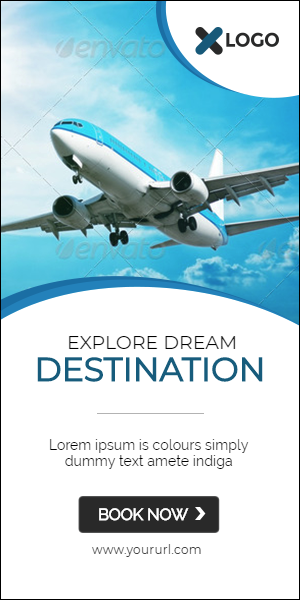 LOGO
envato
envato
EXPLORE DREAM
DESTINATION
Lorem ipsum is colours simply
dummy text amete indiga
BOOK NOW
www.yoururl.com